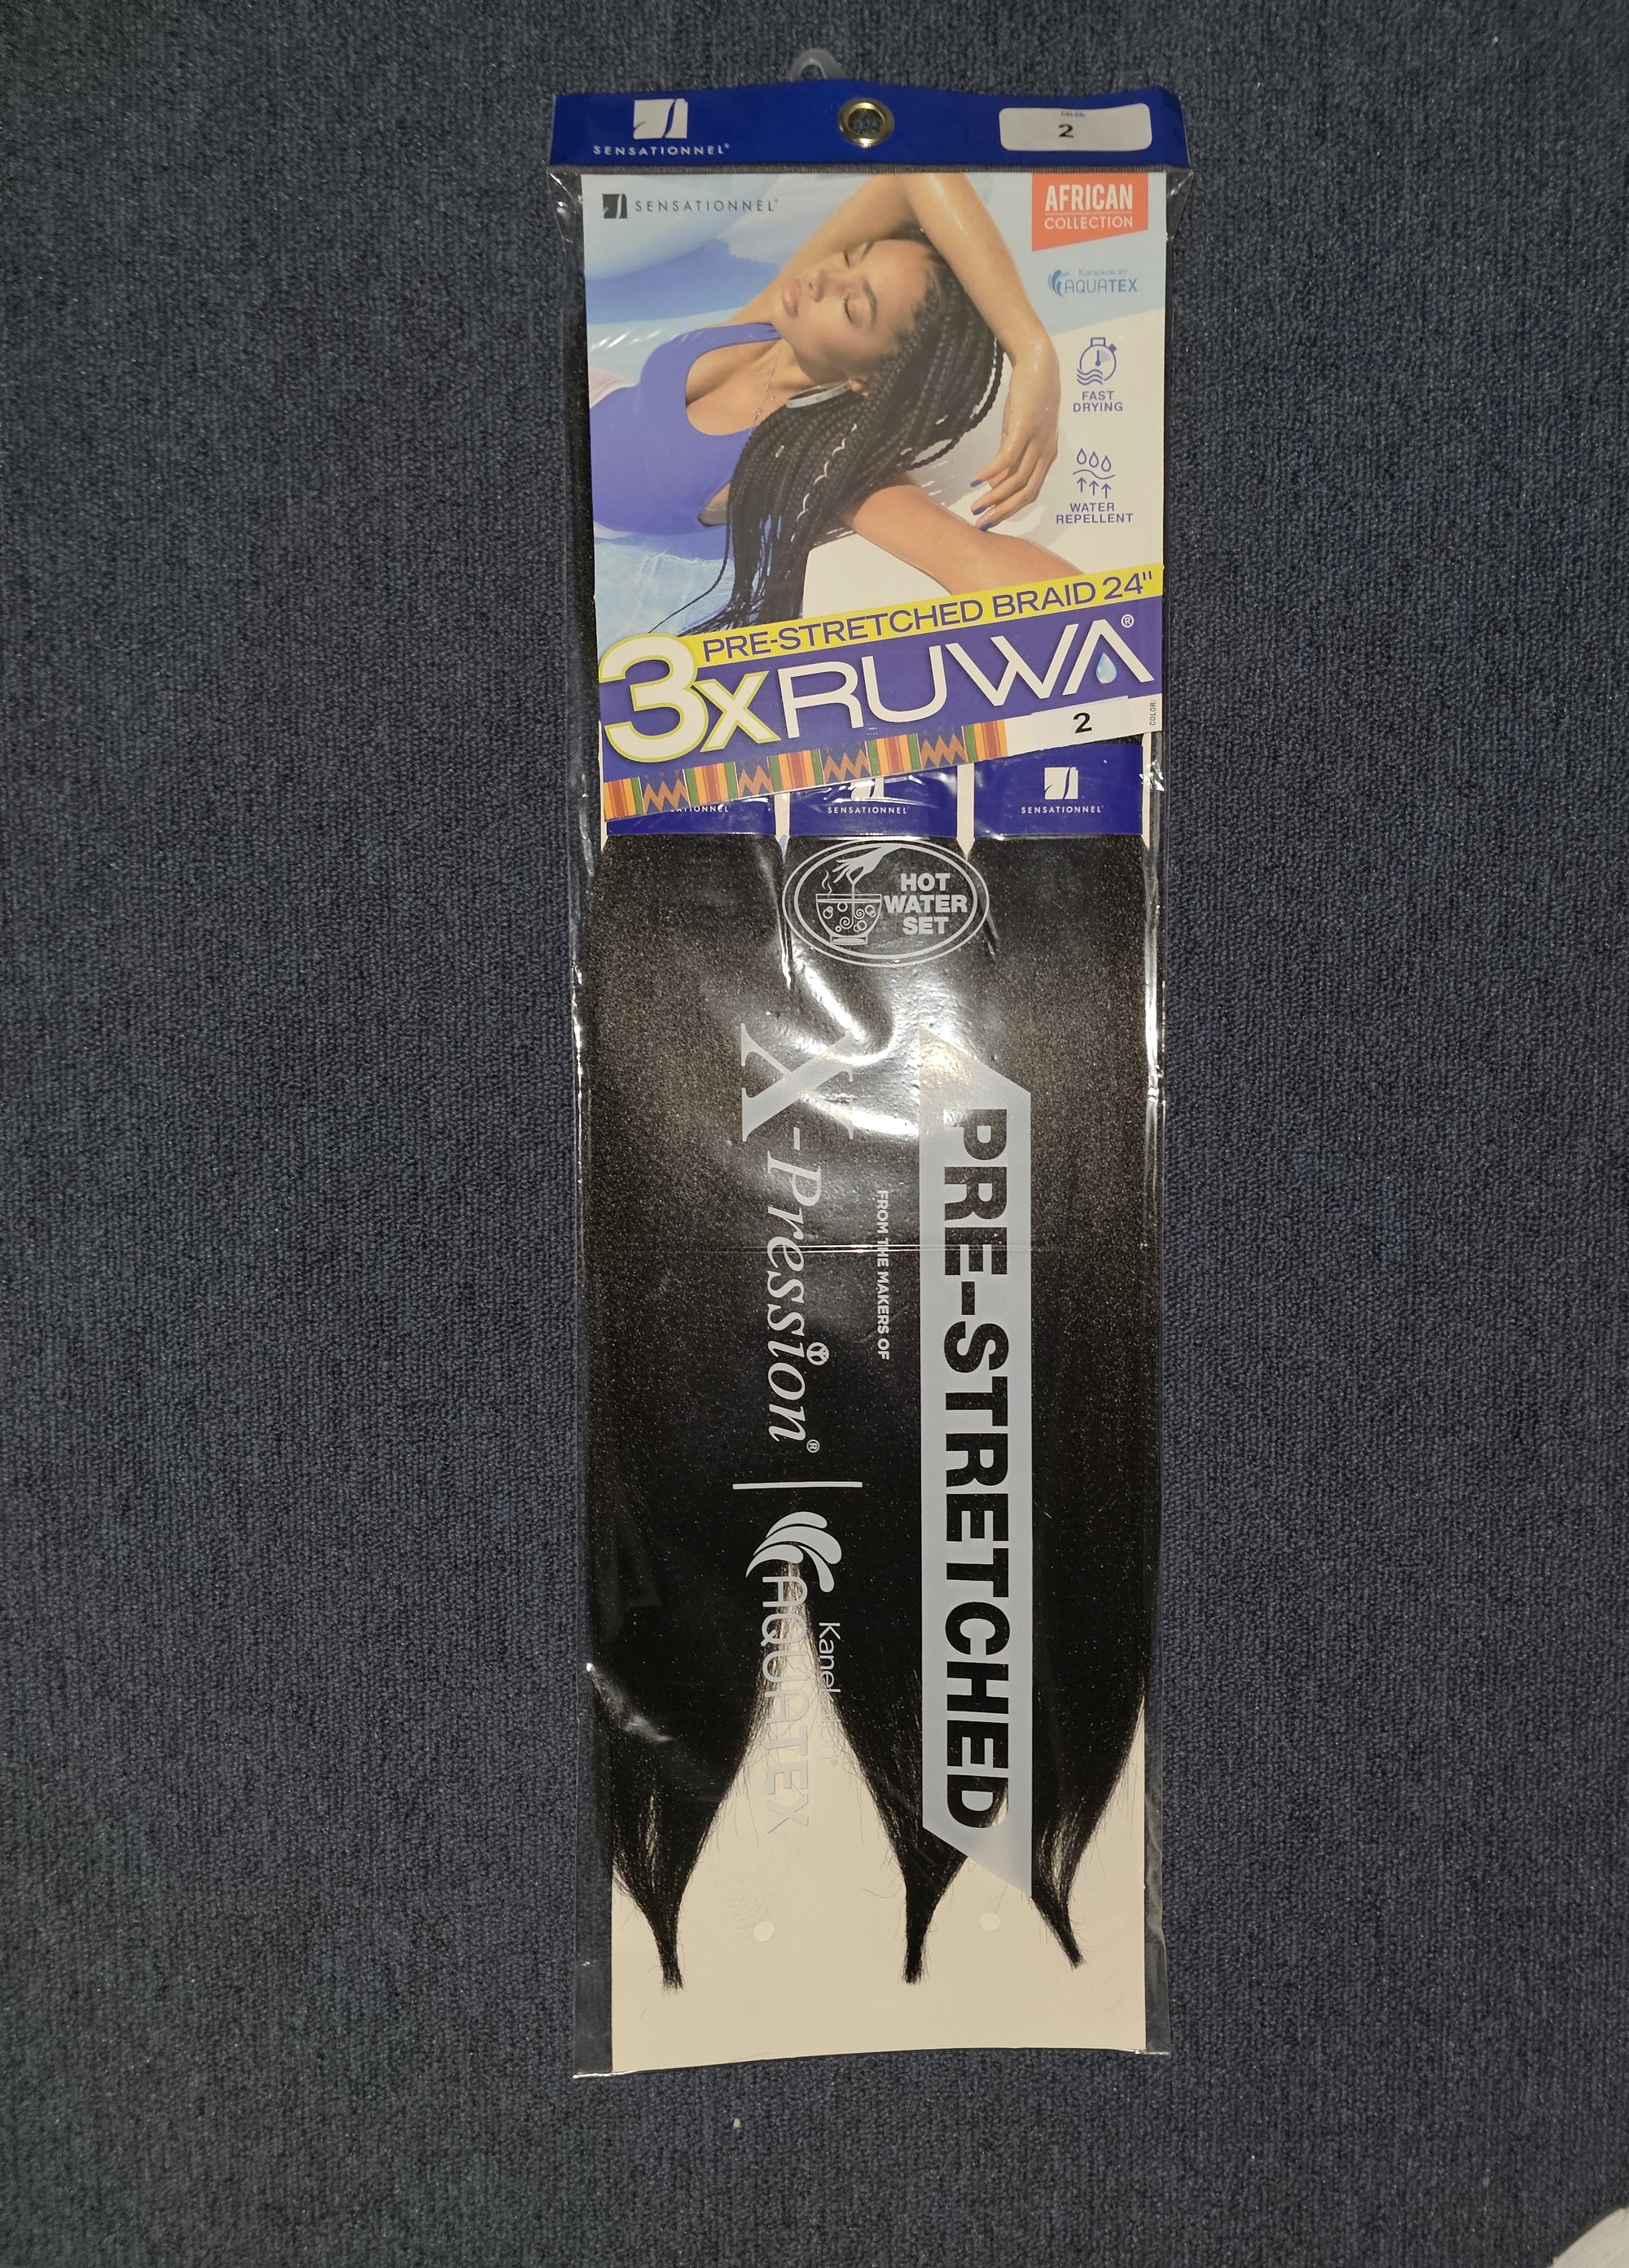 SENSATIONNEL®
COLOR:
2
SENSATIONNEL®
AFRICAN
COLLECTION
Kanekalon®
AQUATEX
FAST
DRYING
WATER
REPELLENT
PRE-STRETCHED BRAID 24"
3X RUWA®
COLOR:
2
SENSATIONNEL®
SENSATIONNEL®
HOT
WATER
SET
PRE-STRETCHED
FROM THE MAKERS OF
X-Pression®
AQUATEX